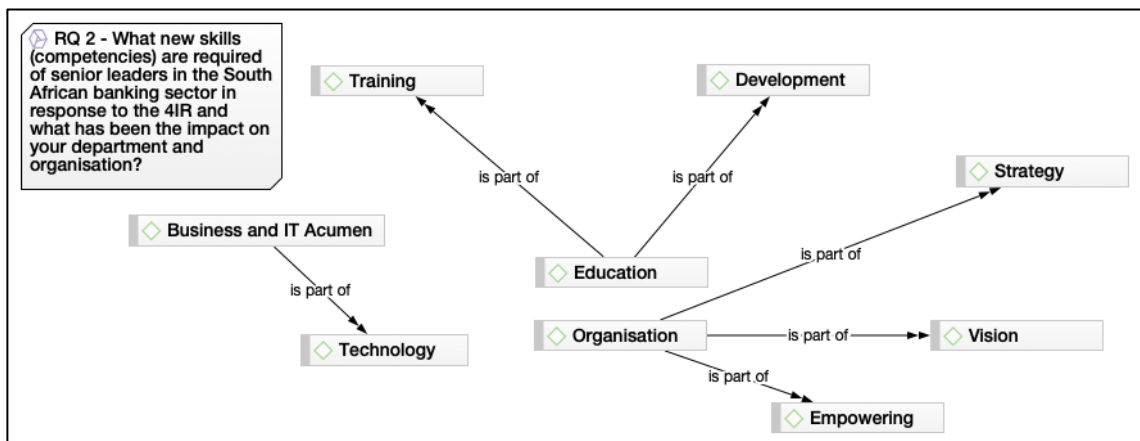 RQ 2 - What new skills
(competencies) are required
of senior leaders in the South
African banking sector in
response to the 4IR and
what has been the impact on
your department and
organisation?
Training
Development
is part of
is part of
Strategy
Business and IT Acumen
is part of
Education
is part of
Organisation
is part of
Vision
Technology
is part of
Empowering